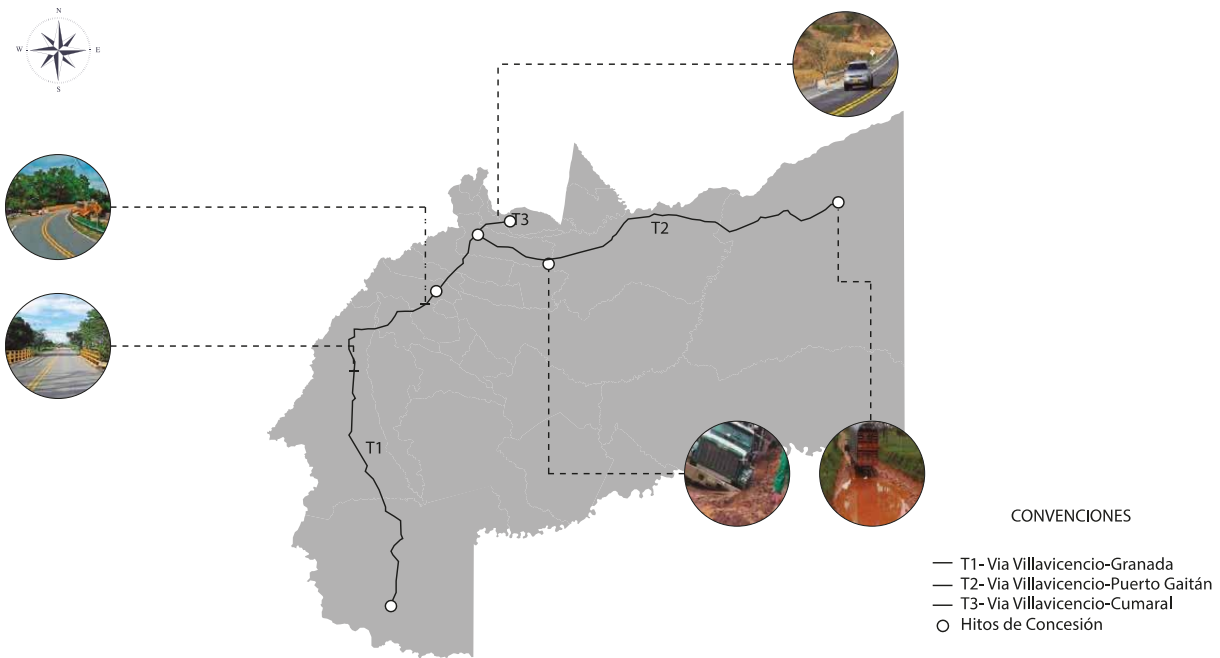 N
W
E
S
T3
T2
T1
CONVENCIONES
T1- Via Villavicencio-Granada
T2- Via Villavicencio-Puerto Gaitán
T3- Via Villavicencio-Cumaral
Hitos de Concesión